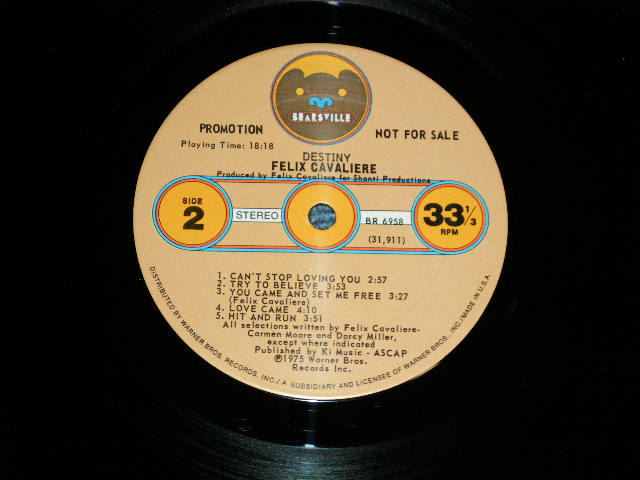 BEARSVILLE
PROMOTION
NOT FOR SALE
Playing Time: 18:18
DESTINY
FELIX CAVALIERE
Produced by Felix Cavaliere for Shanti Productions
SIDE
2
STEREO
BR 6958
(31,911)
33 1/3
RPM
1. CAN'T STOP LOVING YOU 2:57
2. TRY TO BELIEVE 3:53
3. YOU CAME AND SET ME FREE 3:27
(Felix Cavaliere)
4. LOVE CAME 4:10
5. HIT AND RUN 3:51
All selections written by Felix Cavaliere-
Carmen Moore and Darcy Miller,
except where indicated
Published by Ki Music - ASCAP
℗1975 Warner Bros.
Records Inc.
DISTRIBUTED BY WARNER BROS. RECORDS, INC./A SUBSIDIARY AND LICENSEE OF WARNER BROS., INC./MADE IN U.S.A.